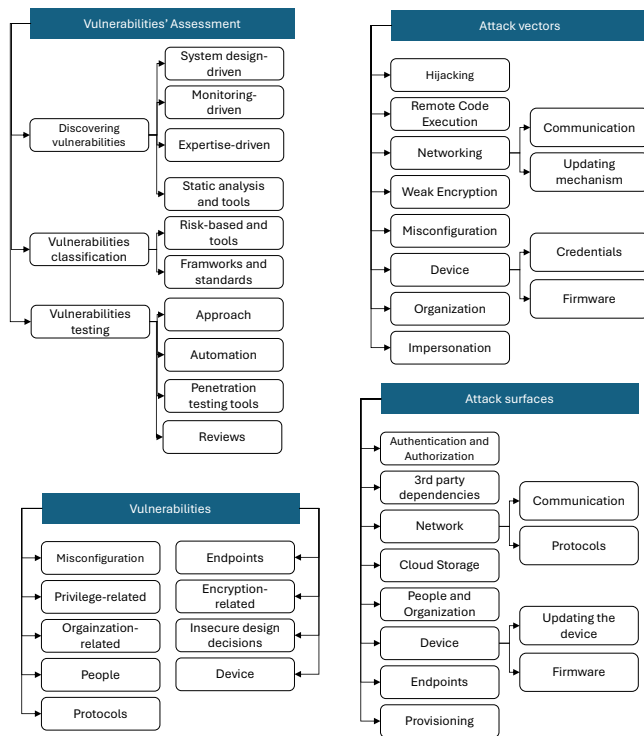 Vulnerabilities' Assessment
System design-
driven
Monitoring-
driven
Discovering
vulnerabilities
Expertise-driven
Static analysis
and tools
Vulnerabilities
classification
Risk-based and
tools
Framworks and
standards
Vulnerabilities
testing
Approach
Automation
Penetration
testing tools
Reviews
Attack vectors
Hijacking
Remote Code
Execution
Networking
Communication
Updating
mechanism
Weak Encryption
Misconfiguration
Device
Credentials
Firmware
Organization
Impersonation
Vulnerabilities
Misconfiguration
Privilege-related
Orgainzation-
related
People
Protocols
Endpoints
Encryption-
related
Insecure design
decisions
Device
Attack surfaces
Authentication and
Authorization
3rd party
dependencies
Network
Communication
Protocols
Cloud Storage
People and
Organization
Device
Updating the
device
Firmware
Endpoints
Provisioning